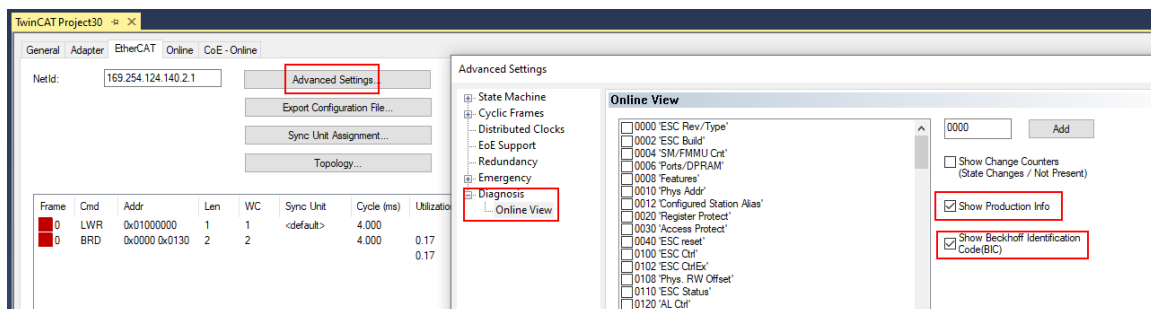 TwinCAT Project30
General Adapter EtherCAT Online CoE - Online
NetId: 169.254.124.140.2.1
Advanced Settings...
Export Configuration File...
Sync Unit Assignment...
Topology...
Frame Cmd Addr Len WC Sync Unit Cycle (ms) Utilizatio
0 LWR 0x01000000 1 1 <default> 4.000
0 BRD 0x0000 0x0130 2 2 4.000 0.17
0.17
Advanced Settings
State Machine
Cyclic Frames
Distributed Clocks
EoE Support
Redundancy
Emergency
Diagnosis
Online View
Online View
0000 'ESC Rev/Type'
0002 'ESC Build'
0004 'SM/FMMU Cnt'
0006 'Ports/DPRAM'
0008 'Features'
0010 'Phys Addr'
0012 'Configured Station Alias'
0020 'Register Protect'
0030 'Access Protect'
0040 'ESC reset'
0100 'ESC Ctrl'
0102 'ESC CtrlEx'
0108 'Phys. RW Offset'
0110 'ESC Status'
0120 'AL Ctrl'
0000
Add
Show Change Counters
(State Changes / Not Present)
Show Production Info
Show Beckhoff Identification
Code(BIC)